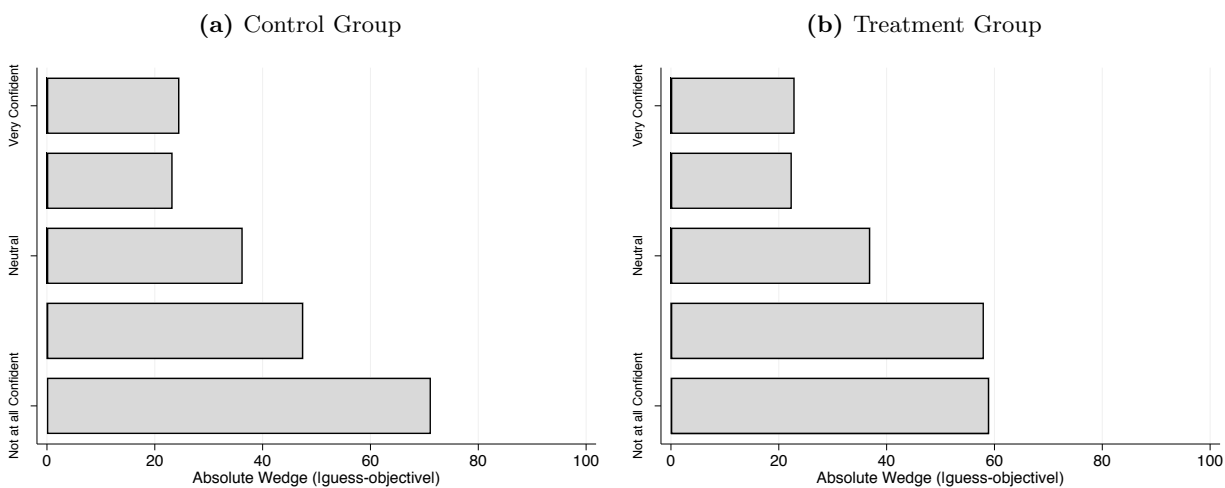 (a) Control Group
Very Confident
Neutral
Not at all Confident
0 20 40 60 80 100
Absolute Wedge (|guess-objective|)
(b) Treatment Group
Very Confident
Neutral
Not at all Confident
0 20 40 60 80 100
Absolute Wedge (|guess-objective|)